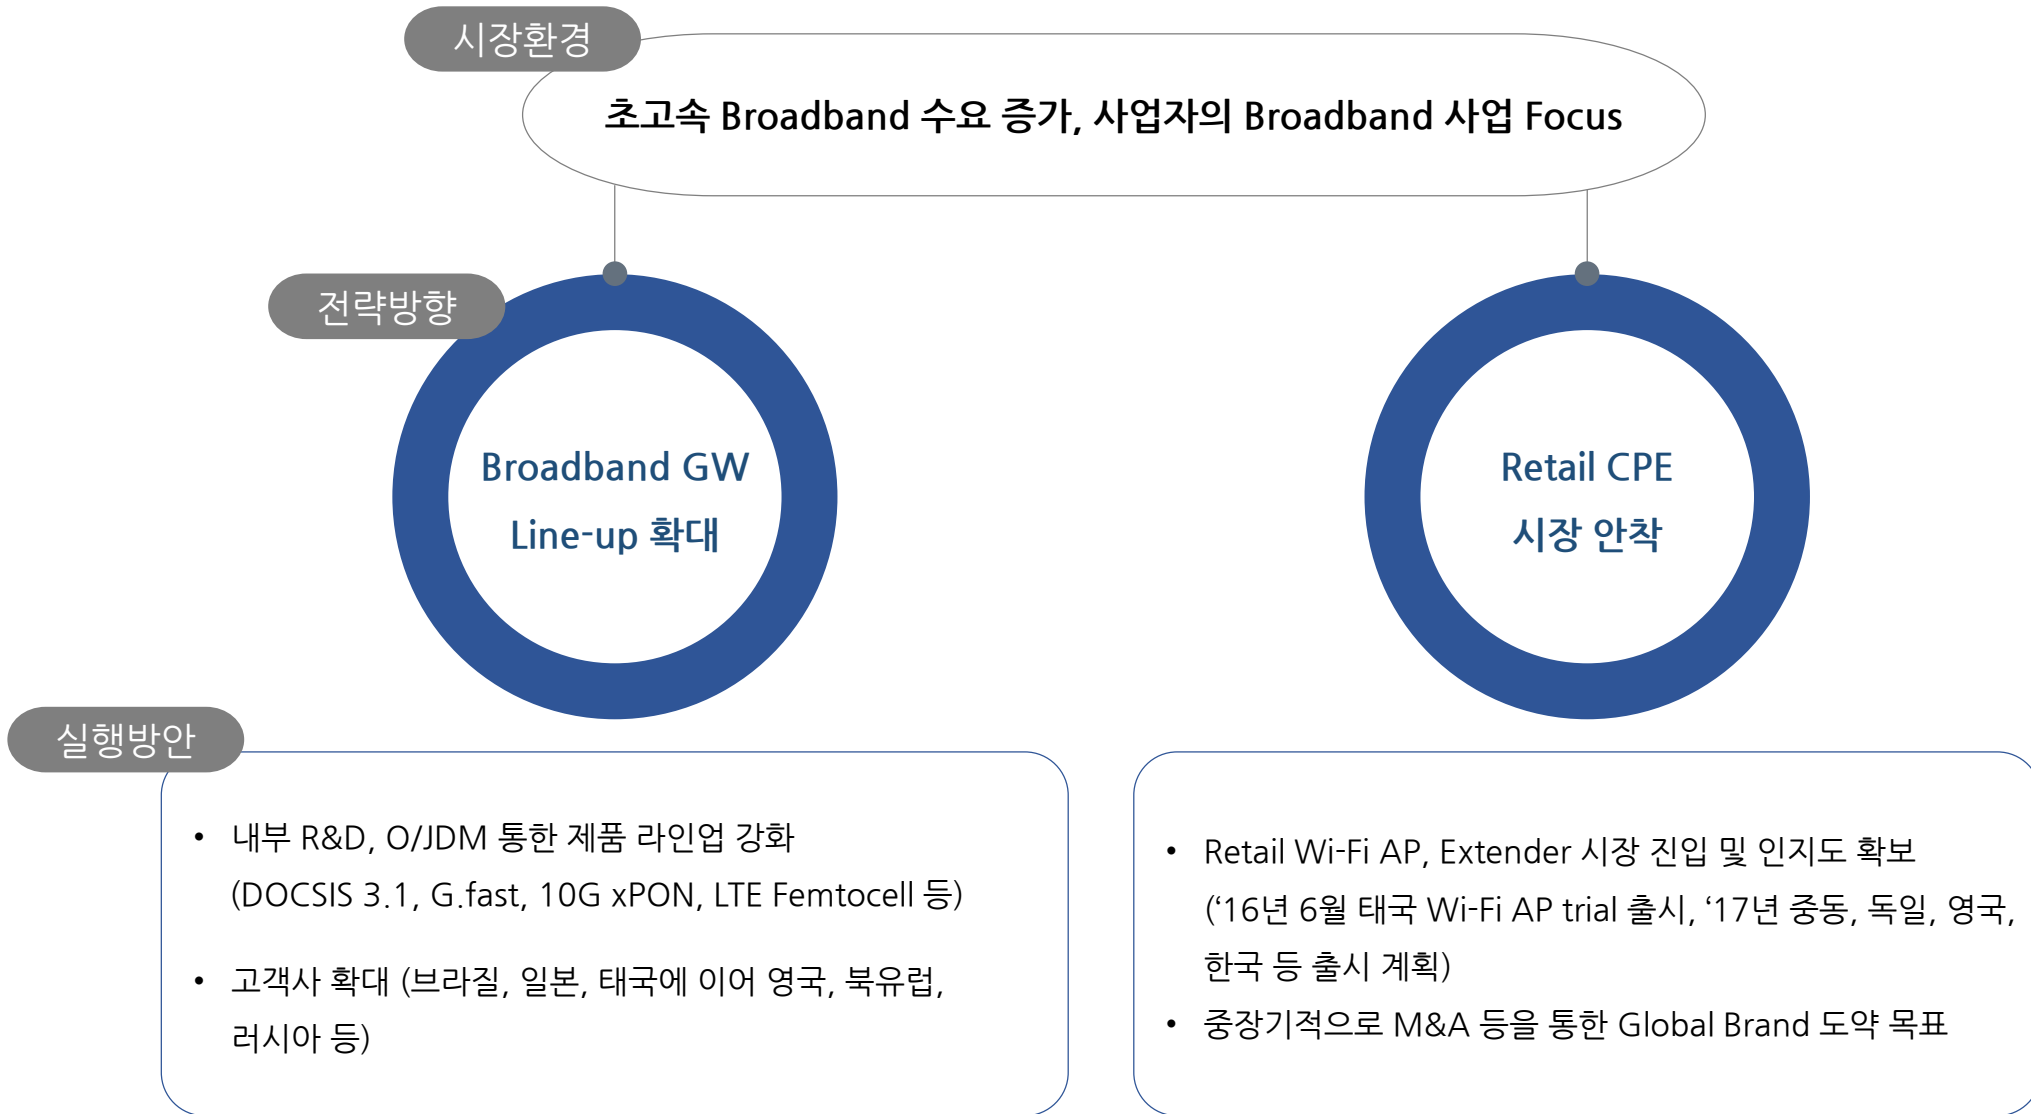 시장환경
초고속 Broadband 수요 증가, 사업자의 Broadband 사업 Focus
전략방향
Broadband GW
Line-up 확대
Retail CPE
시장 안착
실행방안
• 내부 R&D, O/JDM 통한 제품 라인업 강화
(DOCSIS 3.1, G.fast, 10G xPON, LTE Femtocell 등)
• 고객사 확대 (브라질, 일본, 태국에 이어 영국, 북유럽,
러시아 등)
• Retail Wi-Fi AP, Extender 시장 진입 및 인지도 확보
(‘16년 6월 태국 Wi-Fi AP trial 출시, ‘17년 중동, 독일, 영국,
한국 등 출시 계획)
• 중장기적으로 M&A 등을 통한 Global Brand 도약 목표